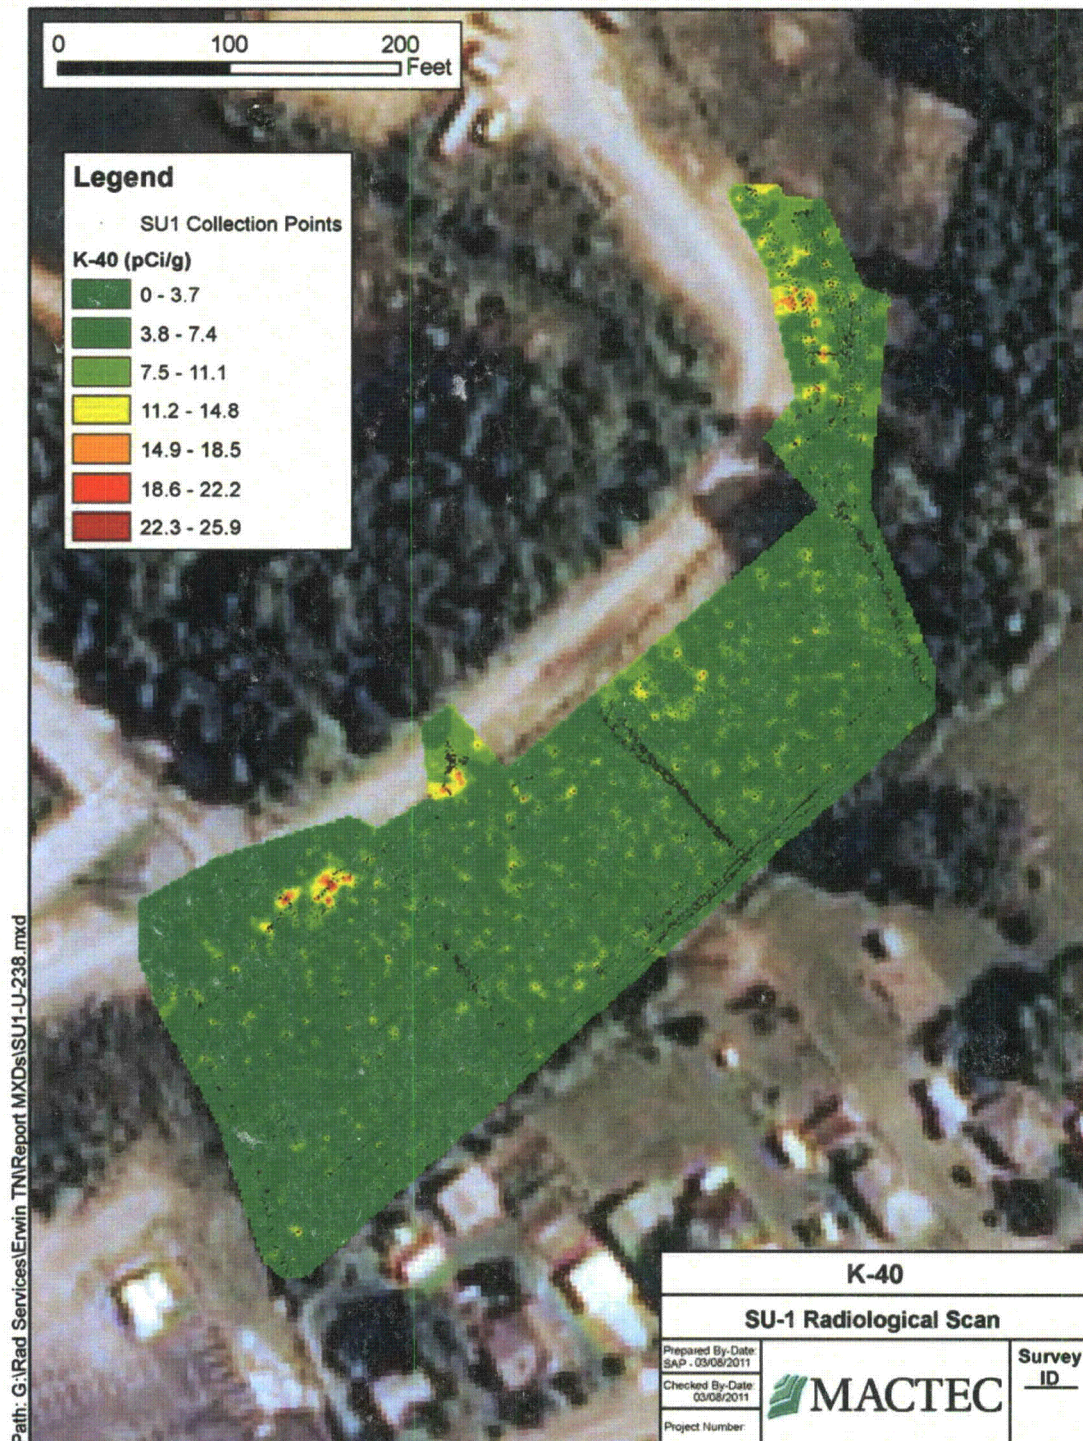 0 100 200
Feet
Legend
SU1 Collection Points
K-40 (pCi/g)
0 - 3.7
3.8 - 7.4
7.5 - 11.1
11.2 - 14.8
14.9 - 18.5
18.6 - 22.2
22.3 - 25.9
Path: G:\Rad Services\Erwin TN\Report MXDs\SU1-U-238.mxd
K-40
SU-1 Radiological Scan
Prepared By-Date:
SAP - 03/08/2011
Checked By-Date:
03/08/2011
Project Number:
MACTEC
Survey
ID